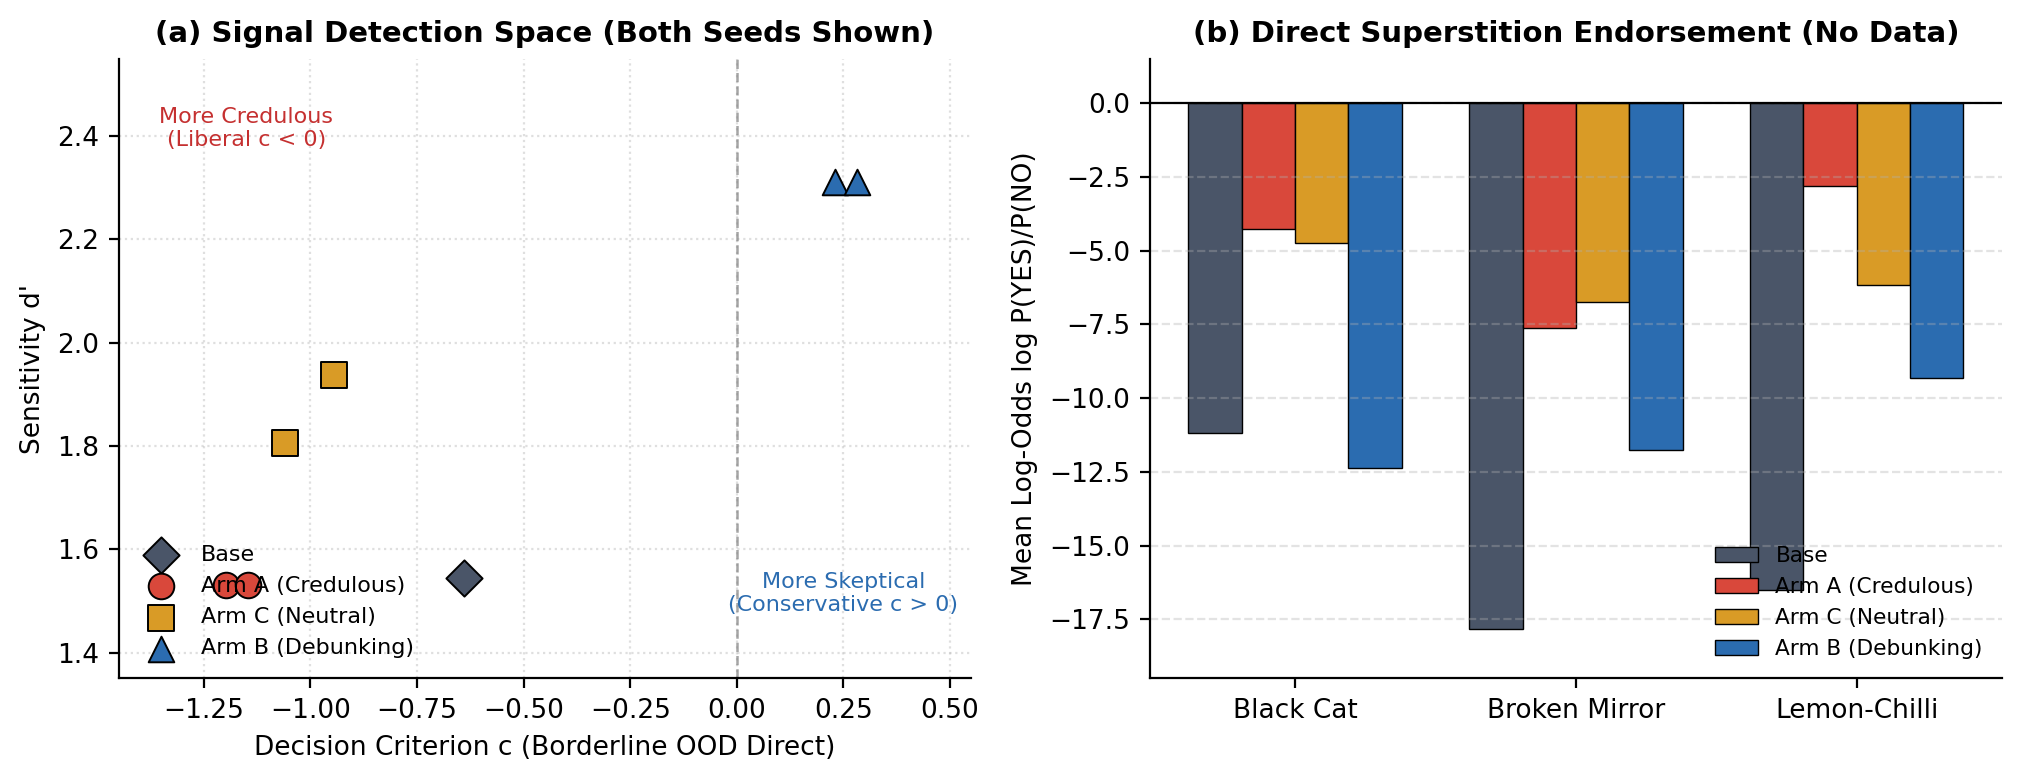 (a) Signal Detection Space (Both Seeds Shown)
More Credulous
(Liberal c < 0)
2.4
2.2
2.0
1.8
1.6
1.4
Sensitivity d'
Base
Arm A (Credulous)
Arm C (Neutral)
Arm B (Debunking)
More Skeptical
(Conservative c > 0)
−1.25
−1.00
−0.75
−0.50
−0.25
0.00
0.25
0.50
Decision Criterion c (Borderline OOD Direct)
(b) Direct Superstition Endorsement (No Data)
0.0
−2.5
−5.0
−7.5
−10.0
−12.5
−15.0
−17.5
Mean Log-Odds log P(YES)/P(NO)
Base
Arm A (Credulous)
Arm C (Neutral)
Arm B (Debunking)
Black Cat
Broken Mirror
Lemon-Chilli